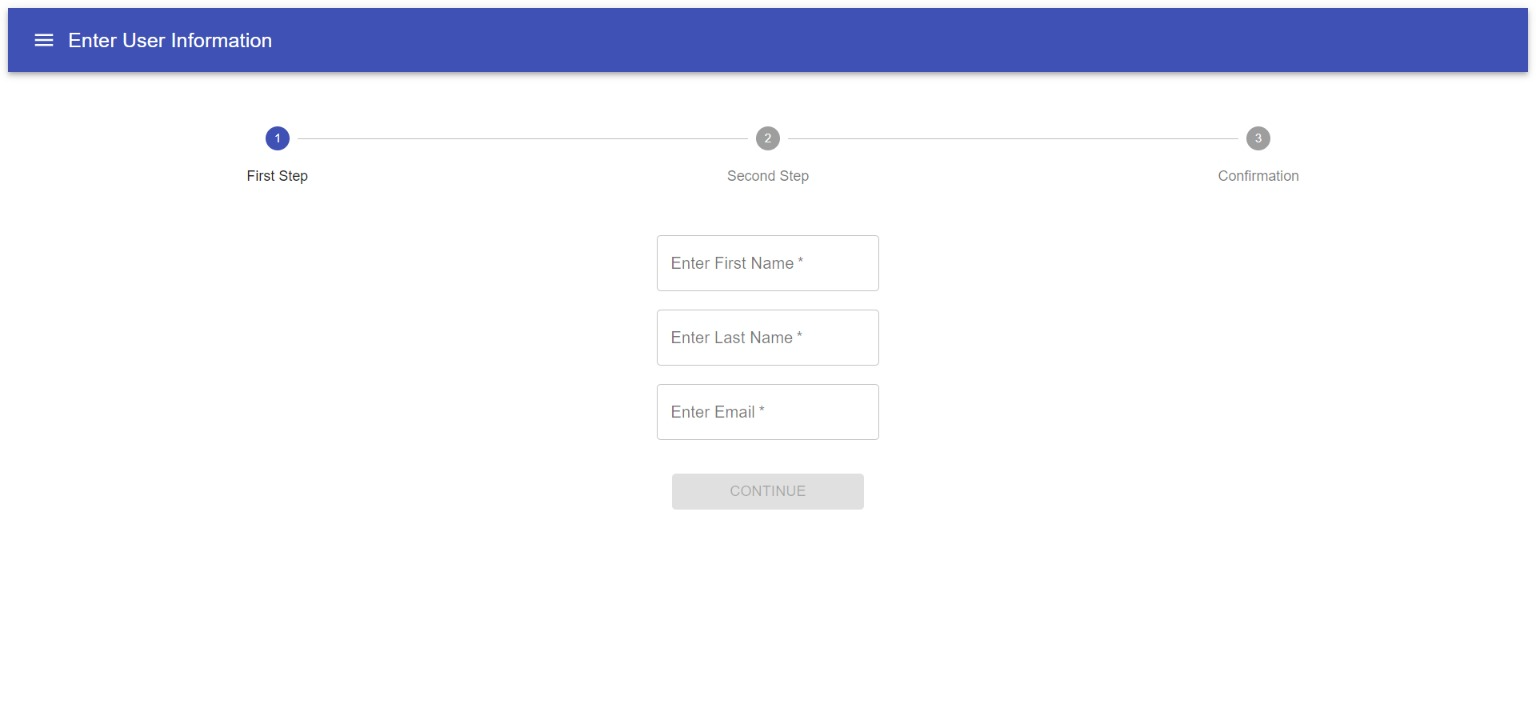 Enter User Information
1
2
3
First Step
Second Step
Confirmation
Enter First Name *
Enter Last Name *
Enter Email *
CONTINUE